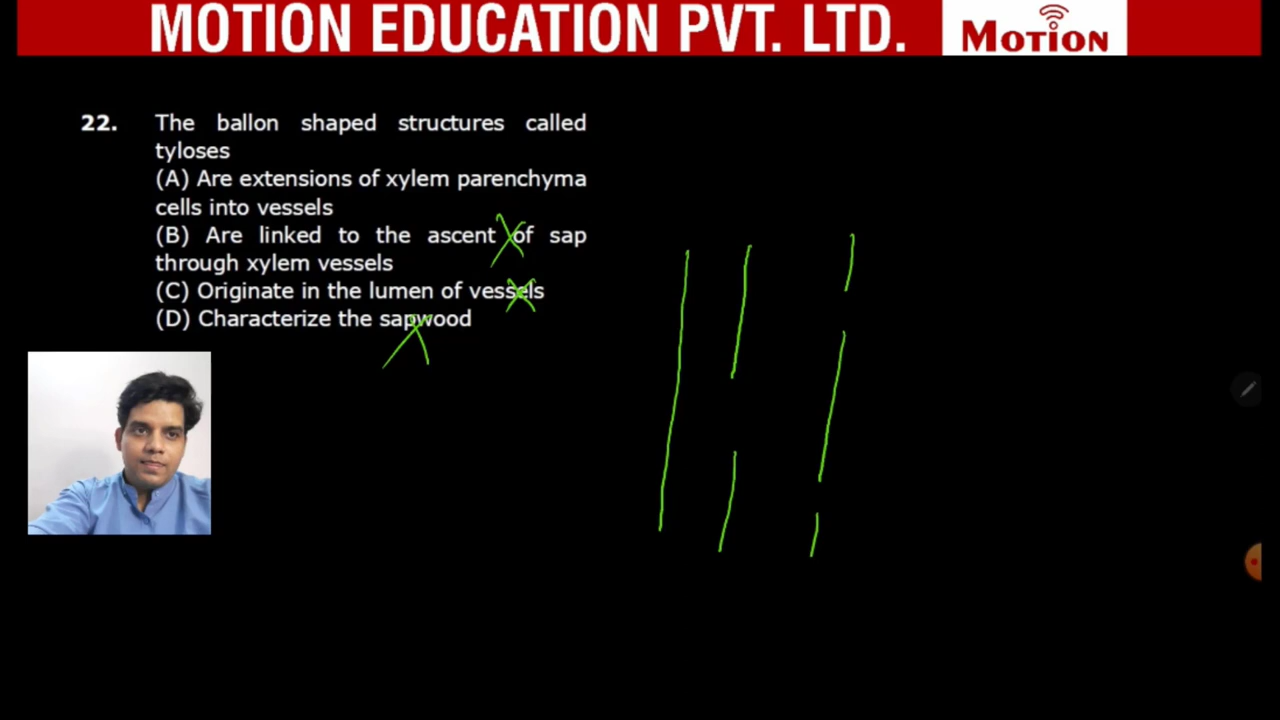 MOTION EDUCATION PVT. LTD.
MOTION
22. The ballon shaped structures called
tyloses
(A) Are extensions of xylem parenchyma
cells into vessels
(B) Are linked to the ascent of sap
through xylem vessels
(C) Originate in the lumen of vessels
(D) Characterize the sapwood